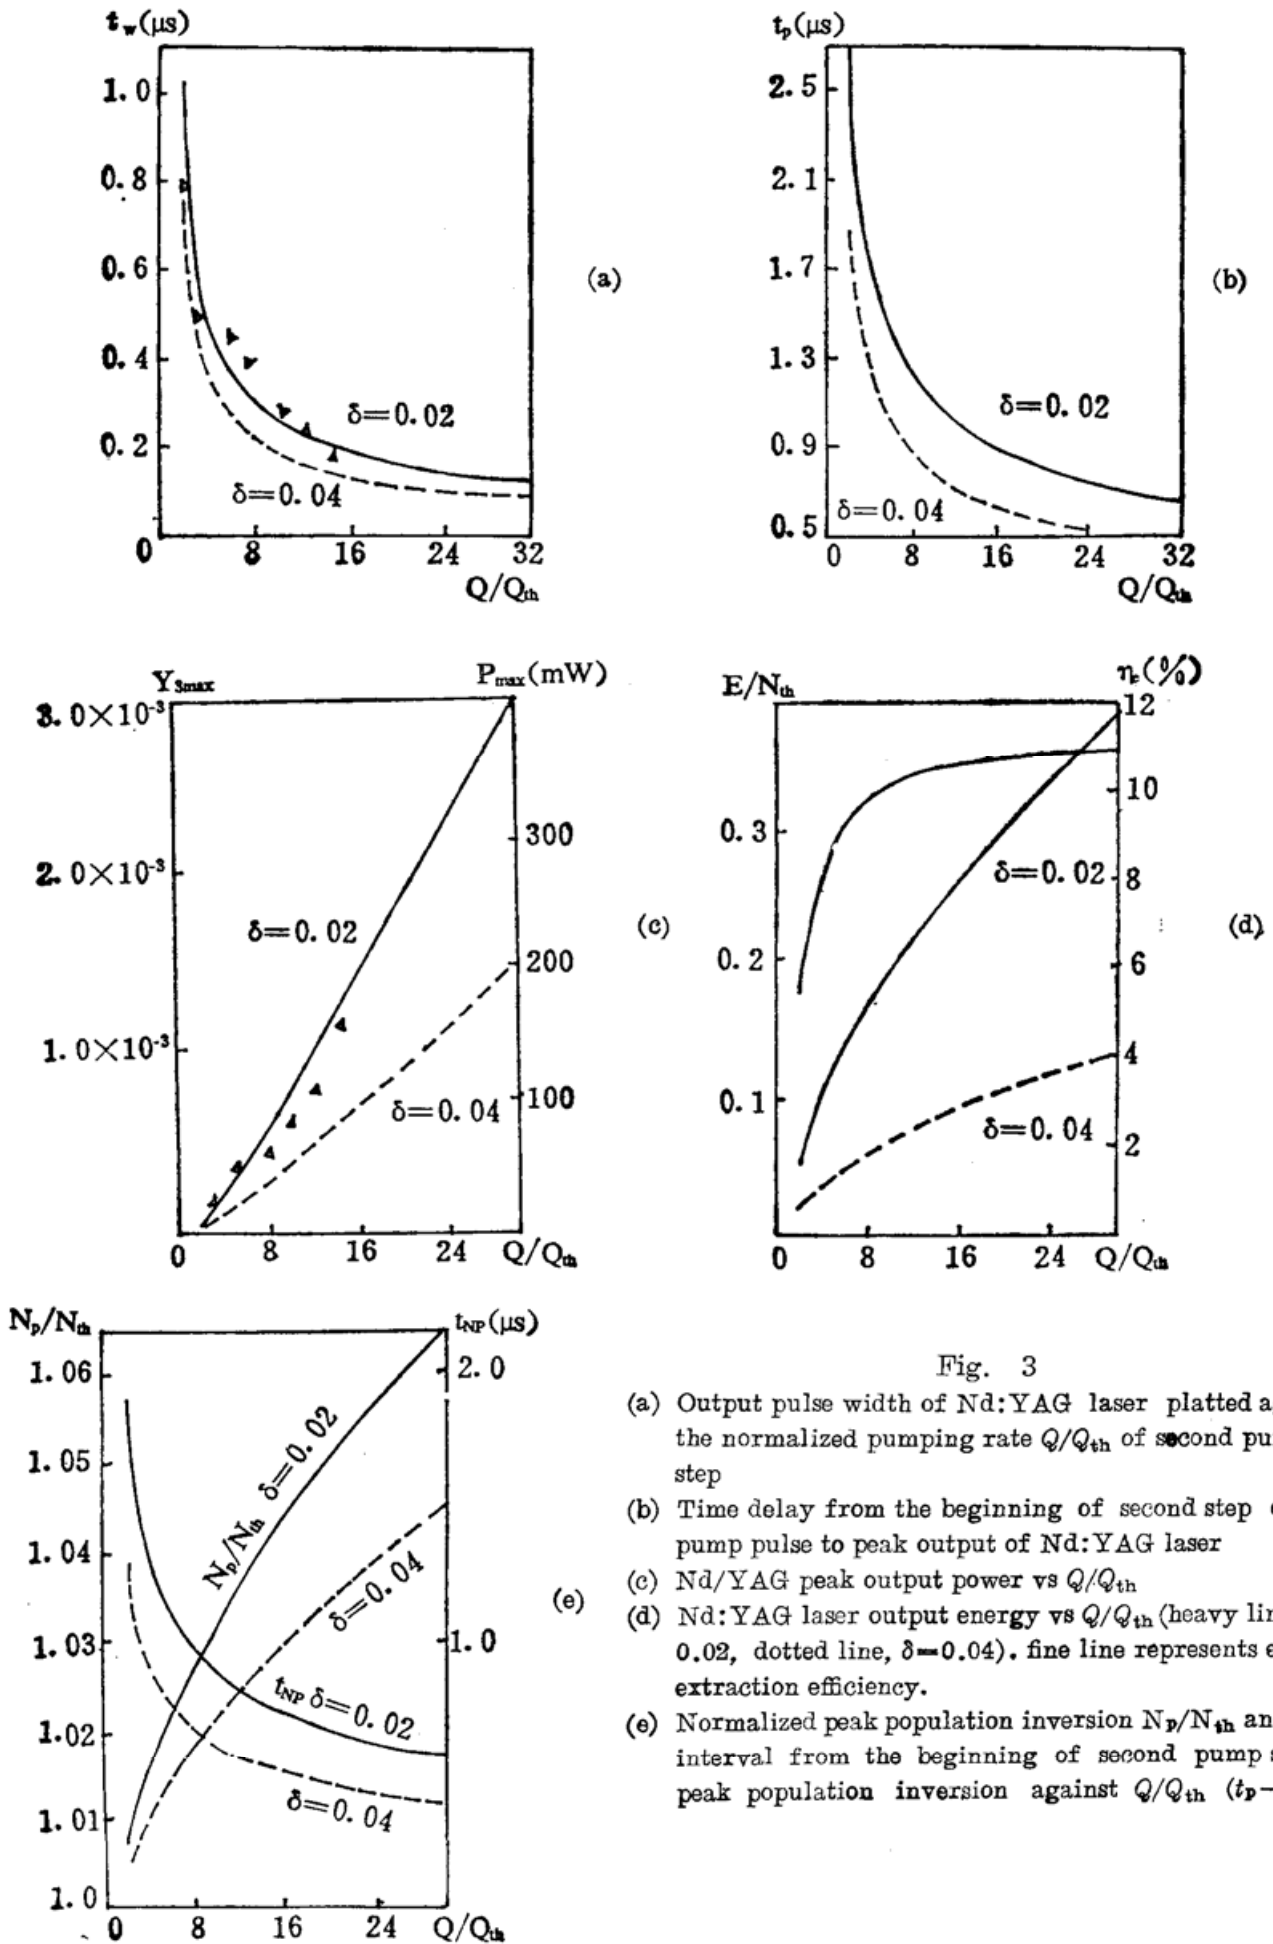 t_w(μs)
1.0
0.8
0.6
0.4
0.2
0
8
16
24
32
Q/Q_th
δ=0.02
δ=0.04
(a)
t_p(μs)
2.5
2.1
1.7
1.3
0.9
0.5
0
8
16
24
32
Q/Q_th
δ=0.02
δ=0.04
(b)
Y_3max
P_max(mW)
3.0×10^-3
2.0×10^-3
1.0×10^-3
300
200
100
0
8
16
24
Q/Q_th
δ=0.02
δ=0.04
(c)
E/N_th
η_E(%)
0.3
0.2
0.1
12
10
8
6
4
2
0
8
16
24
Q/Q_th
δ=0.02
δ=0.04
(d)
N_p/N_th
t_NP(μs)
1.06
1.05
1.04
1.03
1.02
1.01
1.0
2.0
1.0
0
8
16
24
Q/Q_th
N_p/N_th δ=0.02
δ=0.04
t_NP δ=0.02
δ=0.04
(e)
Fig. 3
(a) Output pulse width of Nd:YAG laser platted a
the normalized pumping rate Q/Q_th of second pu
step
(b) Time delay from the beginning of second step
pump pulse to peak output of Nd:YAG laser
(c) Nd/YAG peak output power vs Q/Q_th
(d) Nd:YAG laser output energy vs Q/Q_th (heavy li
0.02, dotted line, δ=0.04). fine line represents e
extraction efficiency.
(e) Normalized peak population inversion N_p/N_th an
interval from the beginning of second pump s
peak population inversion against Q/Q_th (t_p-